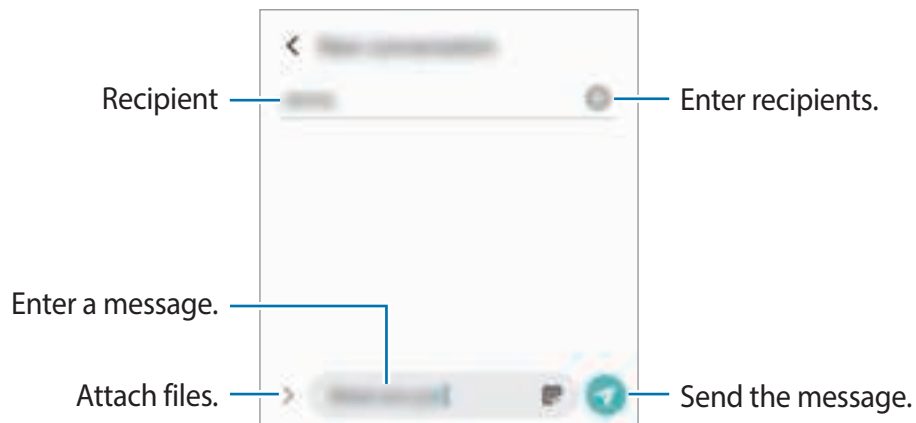 Recipient
Enter recipients.
Enter a message.
Attach files.
Send the message.